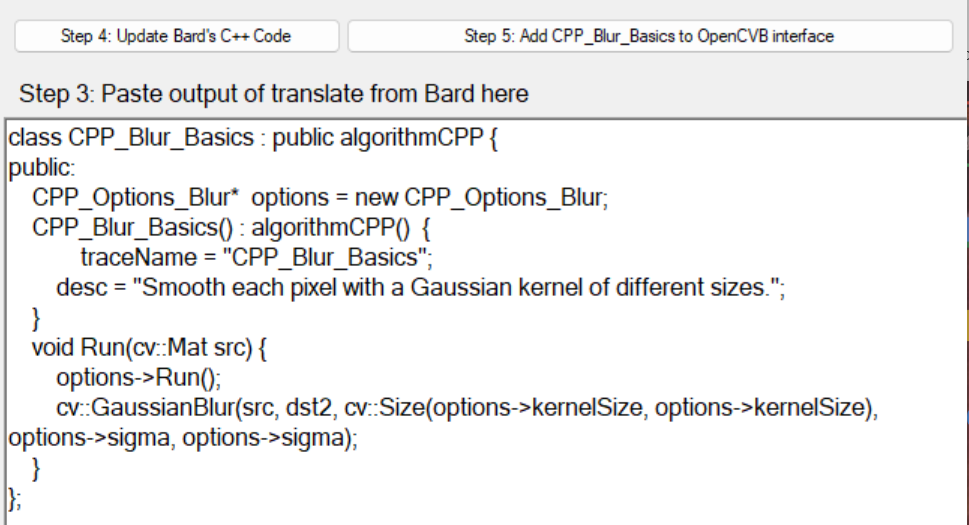 Step 4: Update Bard's C++ Code
Step 5: Add CPP_Blur_Basics to OpenCVB interface
Step 3: Paste output of translate from Bard here
class CPP_Blur_Basics : public algorithmCPP {
public:
CPP_Options_Blur* options = new CPP_Options_Blur;
CPP_Blur_Basics() : algorithmCPP() {
traceName = "CPP_Blur_Basics";
desc = "Smooth each pixel with a Gaussian kernel of different sizes.";
}
void Run(cv::Mat src) {
options->Run();
cv::GaussianBlur(src, dst2, cv::Size(options->kernelSize, options->kernelSize),
options->sigma, options->sigma);
}
};